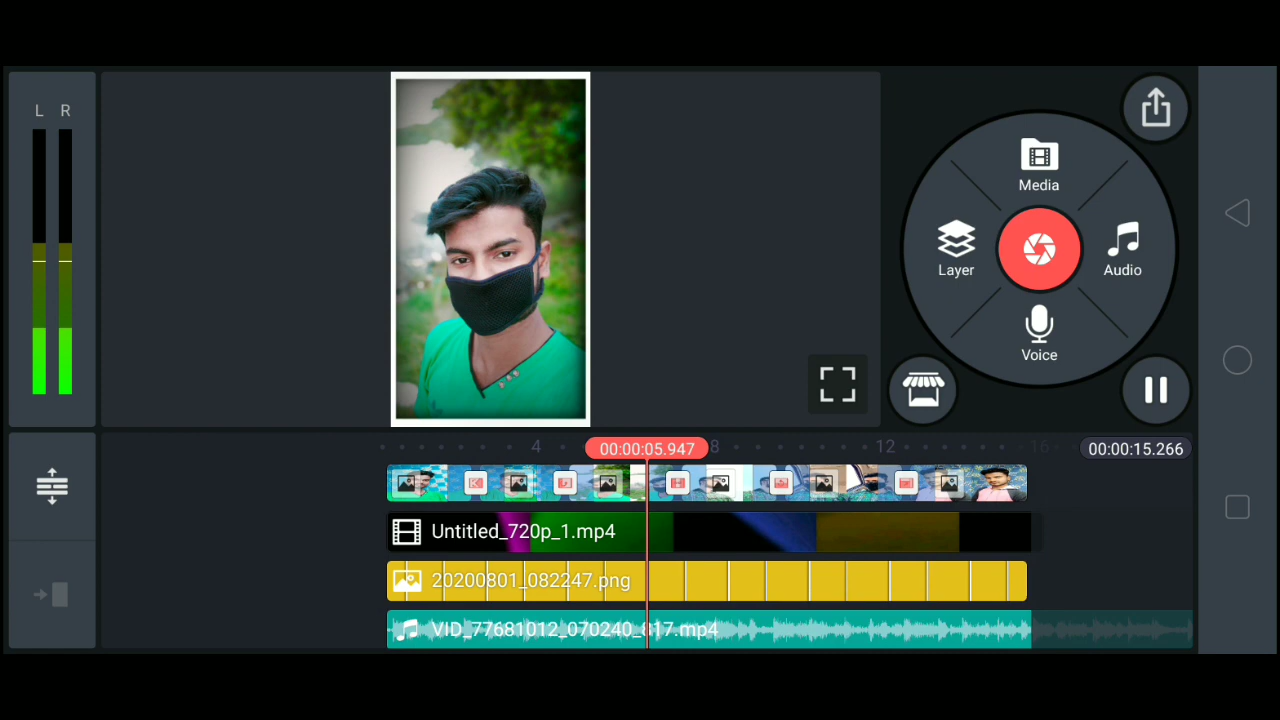 L R
Media
Layer
Audio
Voice
4
00:00:05.947
8
12
16
00:00:15.266
Untitled_720p_1.mp4
20200801_082247.png
VID_77681012_070240_817.mp4